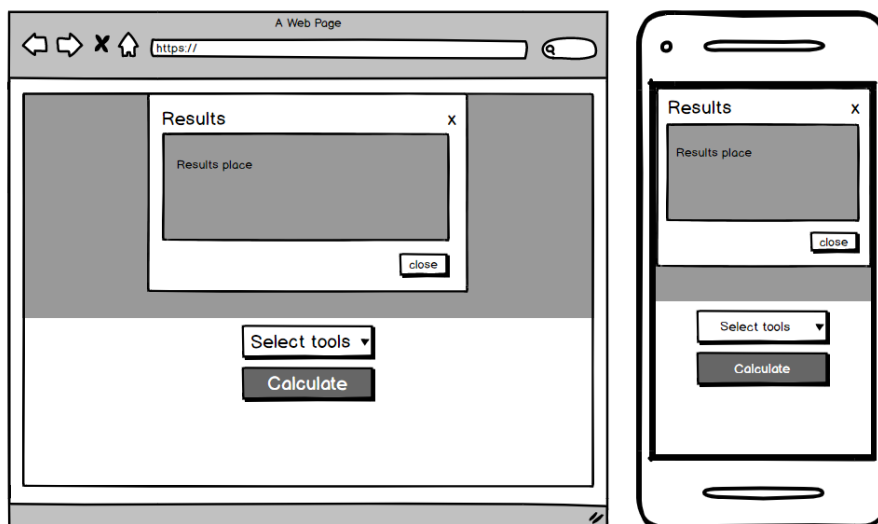 A Web Page
https://
Results
x
Results place
close
Select tools
Calculate
Results
x
Results place
close
Select tools
Calculate